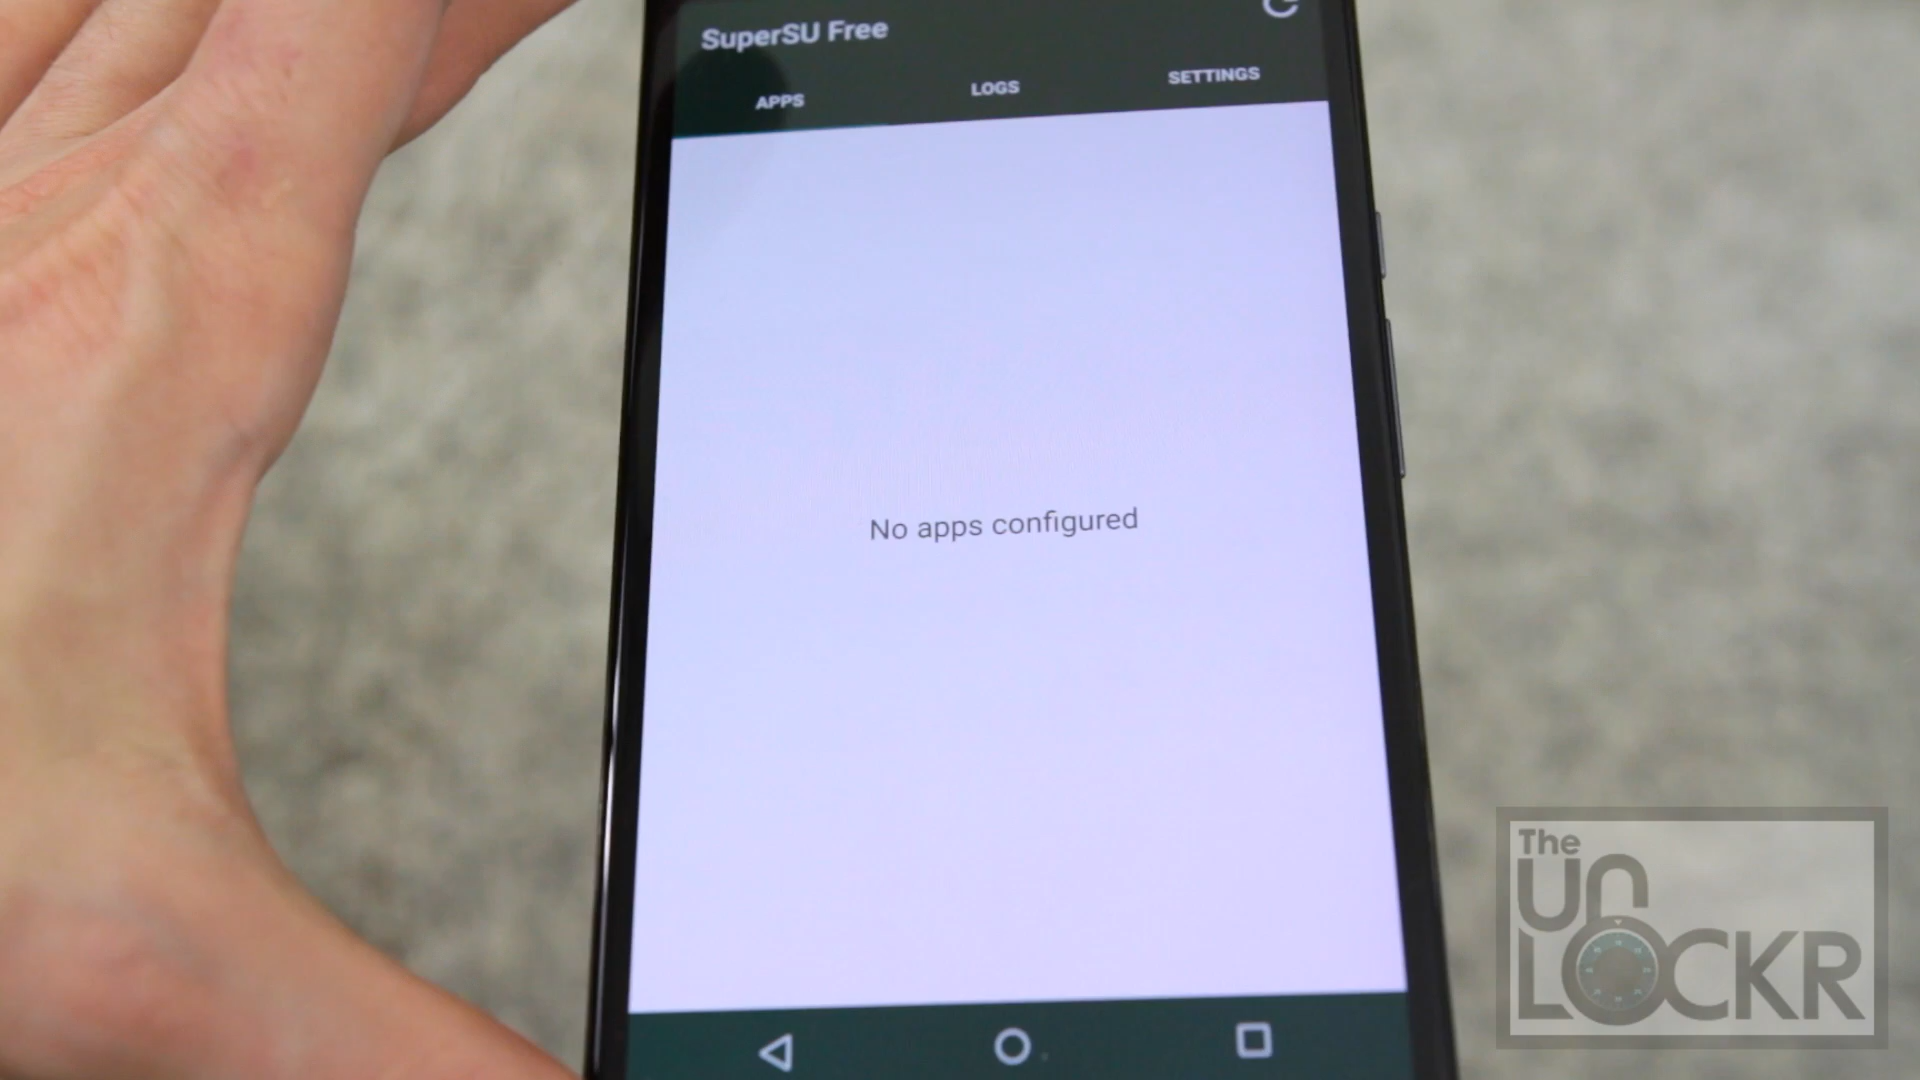 SuperSU Free
APPS LOGS SETTINGS
No apps configured
The
UN
LOCKR